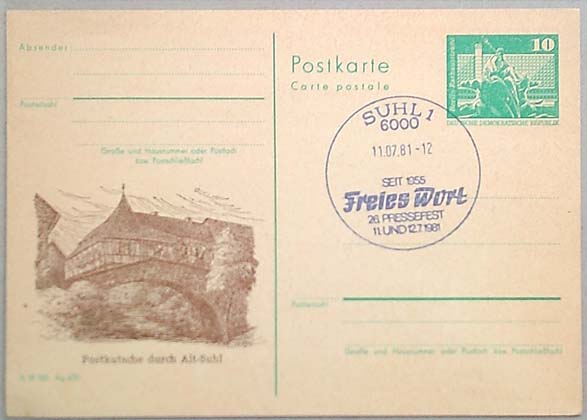 Absender
Postleitzahl
Straße und Hausnummer oder Postfach
bzw. Postschließfach
Postkutsche durch Alt-Suhl
Postkarte
Carte postale
10
DEUTSCHE DEMOKRATISCHE REPUBLIK
SUHL 1
6000
11.07.81-12
SEIT 1955
Freies Wort
26. PRESSEFEST
11. UND 12.7.1981
Postleitzahl
Straße und Hausnummer oder Postfach bzw. Postschließfach